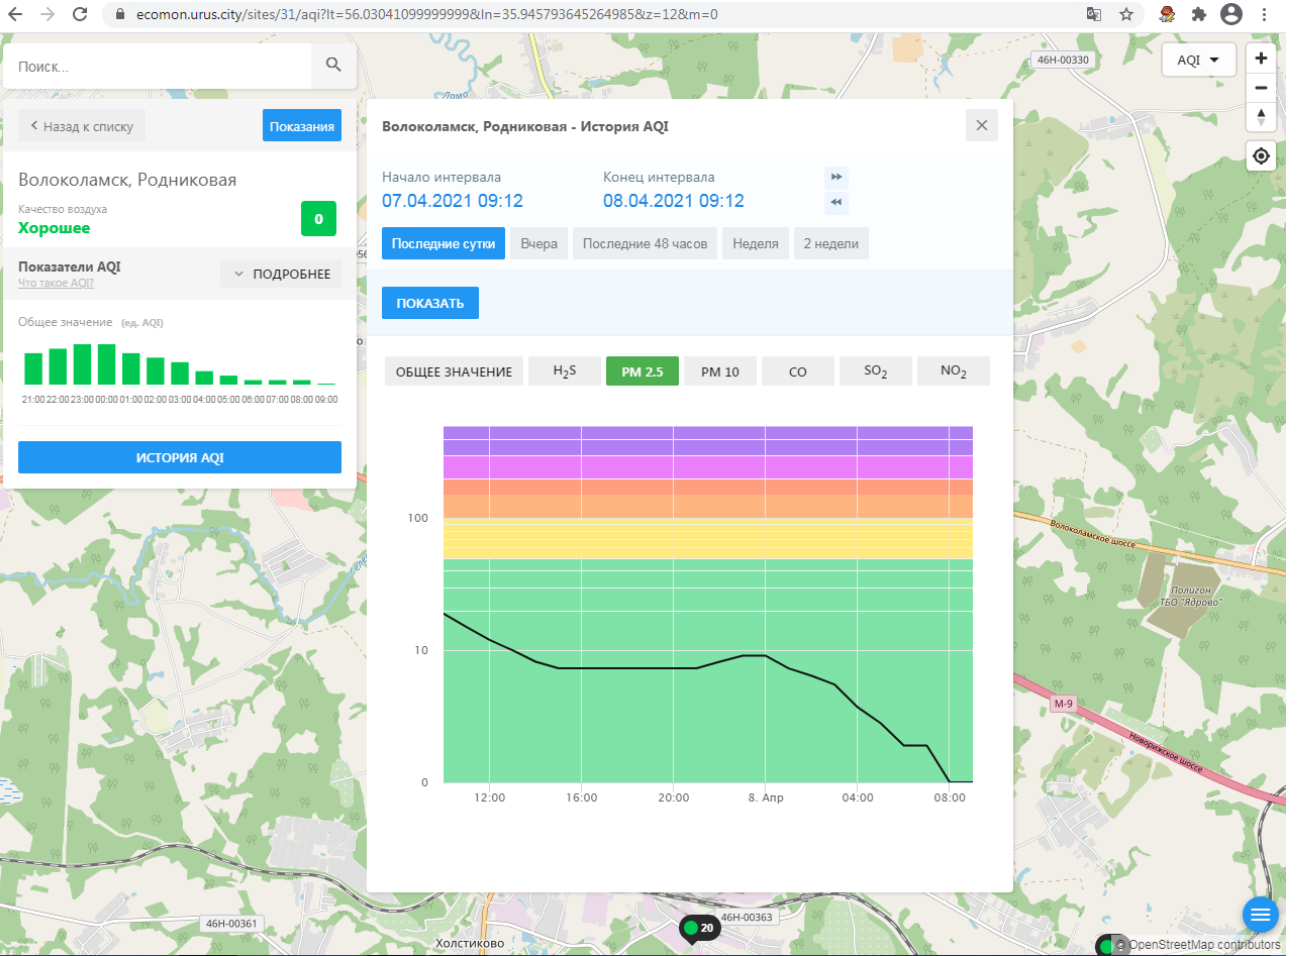 ecomon.urus.city/sites/31/aqi?lt=56.03041099999999&ln=35.945793645264985&z=12&m=0
Поиск...
46Н-00330
AQI
Назад к списку
Показания
Волоколамск, Родниковая - История AQI
Волоколамск, Родниковая
Начало интервала
Конец интервала
07.04.2021 09:12
08.04.2021 09:12
Качество воздуха
Хорошее
0
Последние сутки
Вчера
Последние 48 часов
Неделя
2 недели
Показатели AQI
Что такое AQI?
ПОДРОБНЕЕ
ПОКАЗАТЬ
Общее значение (ед. AQI)
21:00 22:00 23:00 00:00 01:00 02:00 03:00 04:00 05:00 06:00 07:00 08:00 09:00
ИСТОРИЯ AQI
ОБЩЕЕ ЗНАЧЕНИЕ
H2S
PM 2.5
PM 10
CO
SO2
NO2
100
10
0
12:00
16:00
20:00
8. Апр
04:00
08:00
Лама
Волоколамское шоссе
Полигон
ТБО "Ядрово"
М-9
Новорижское шоссе
46Н-00361
46Н-00363
20
Холстиково
© OpenStreetMap contributors